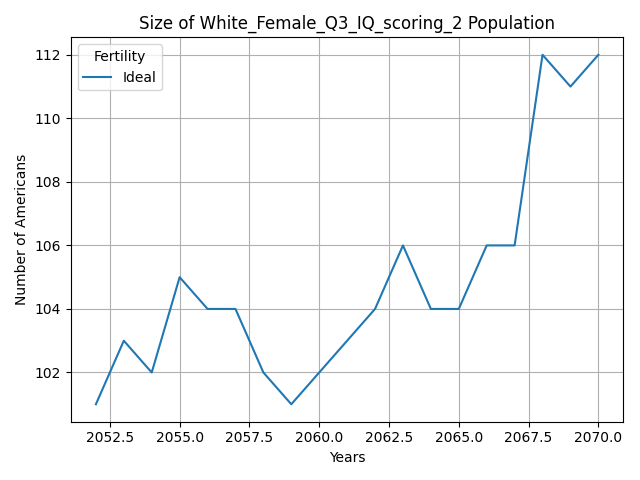 Size of White_Female_Q3_IQ_scoring_2 Population
Fertility
Ideal
Number of Americans
112
110
108
106
104
102
2052.5 2055.0 2057.5 2060.0 2062.5 2065.0 2067.5 2070.0
Years